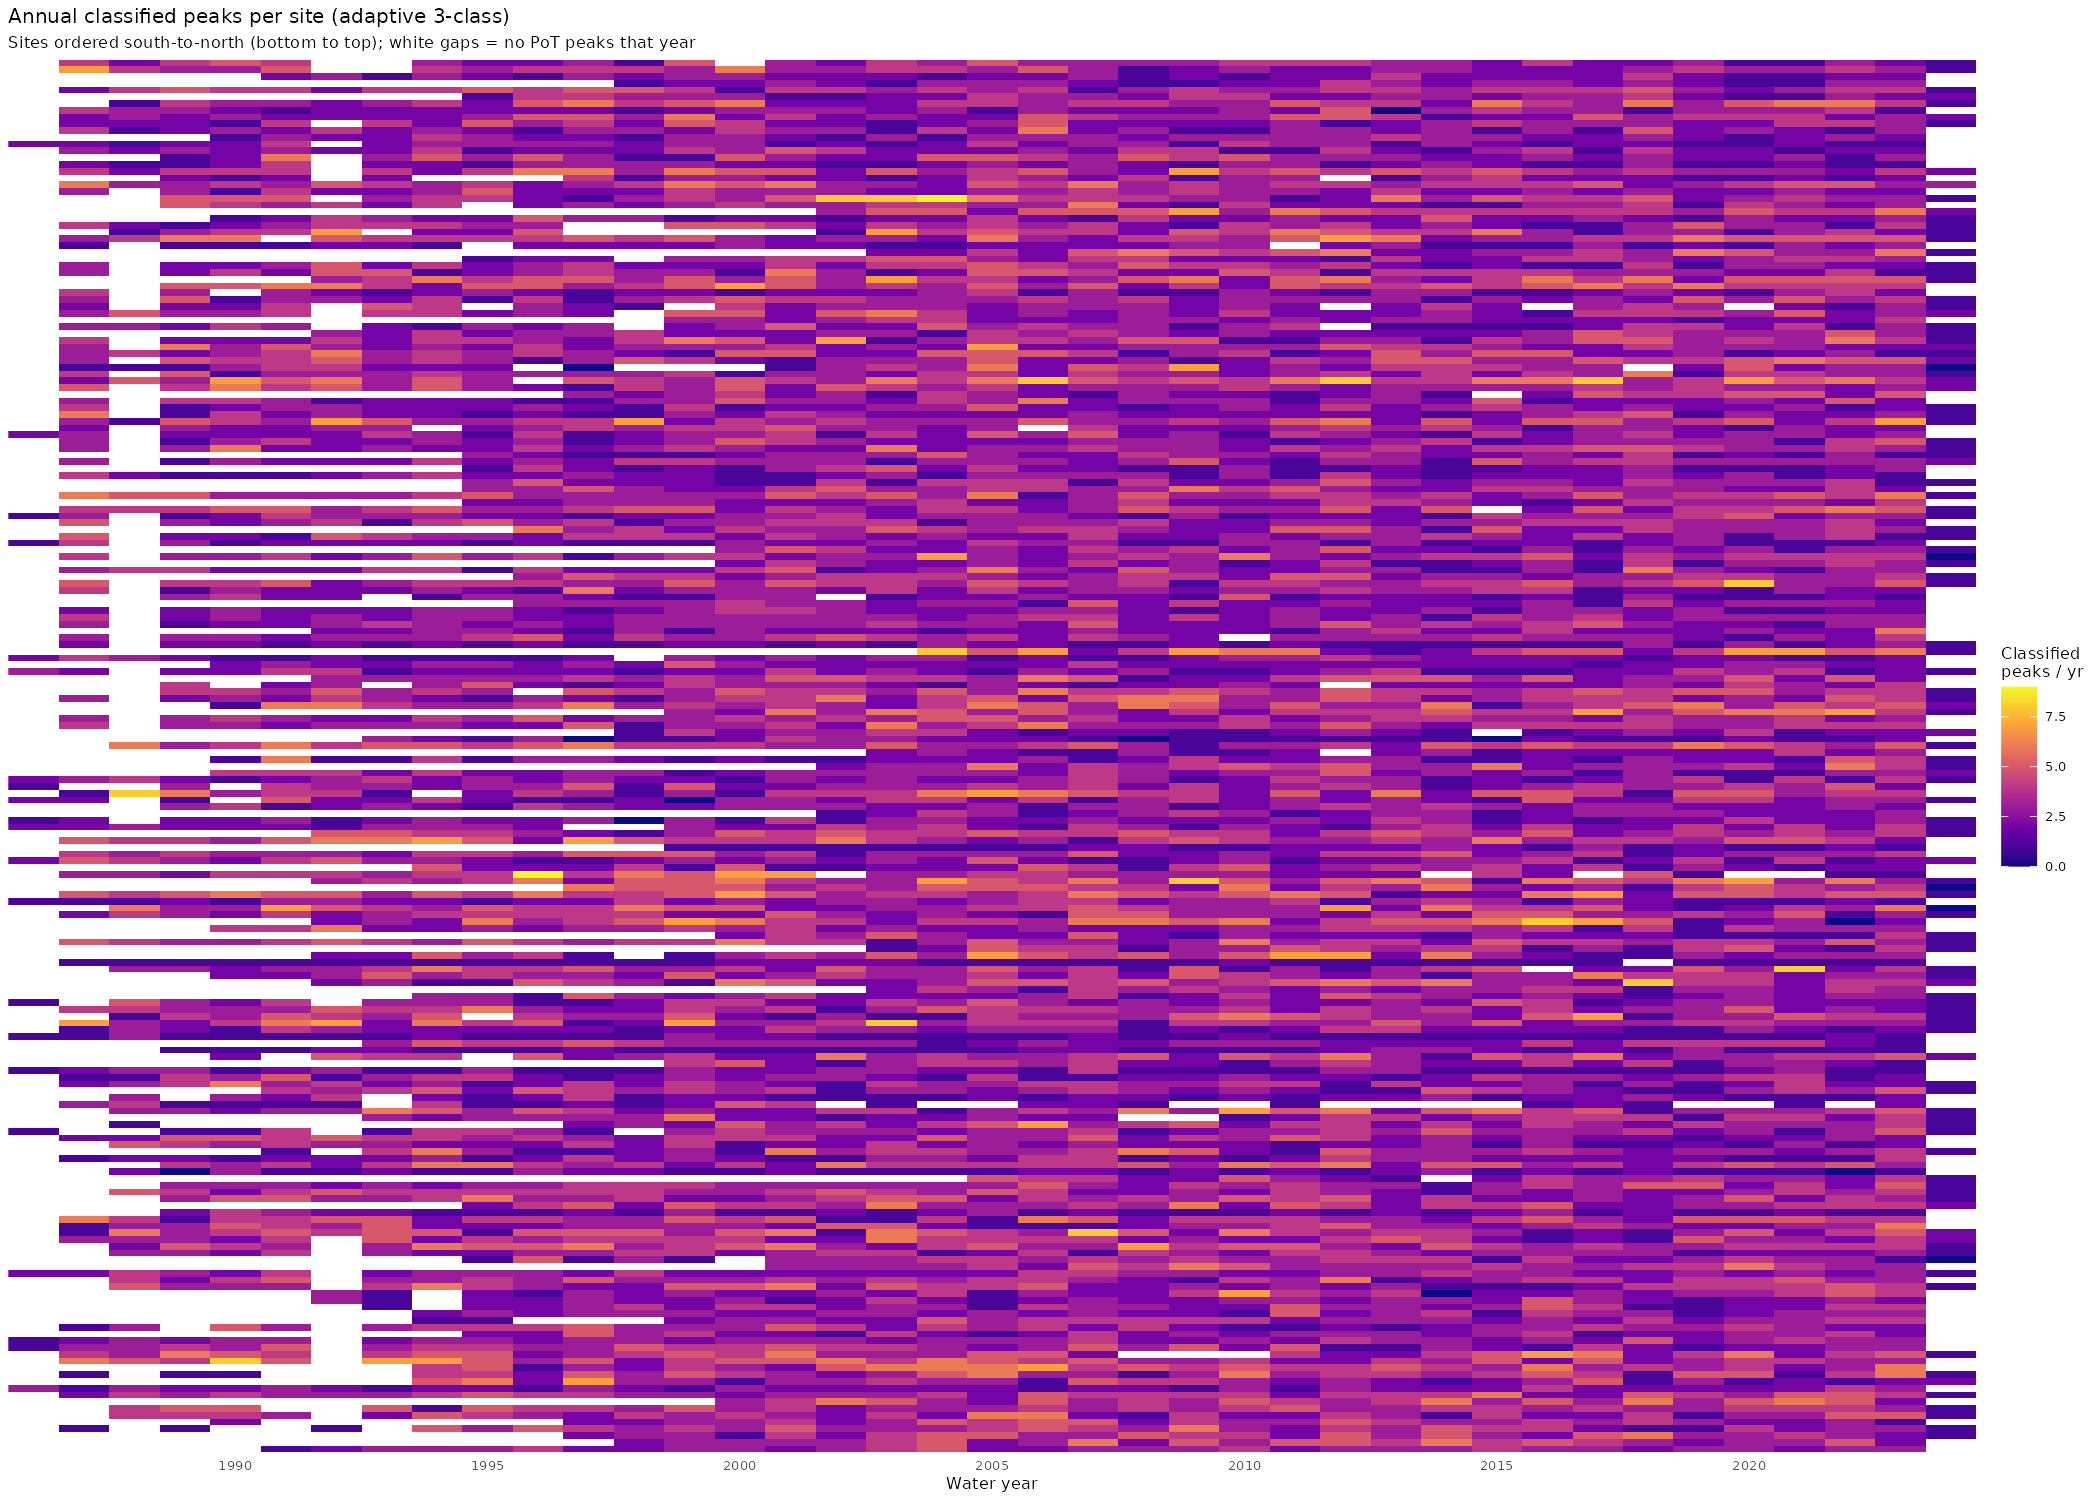 Annual classified peaks per site (adaptive 3-class)
Sites ordered south-to-north (bottom to top); white gaps = no PoT peaks that year
Classified
peaks / yr
7.5
5.0
2.5
0.0
1990
1995
2000
2005
2010
2015
2020
Water year